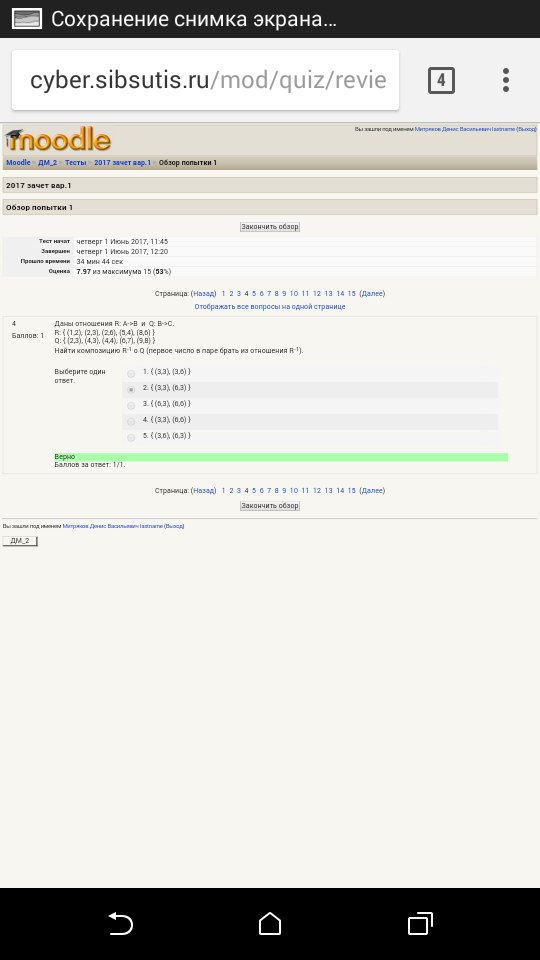 Сохранение снимка экрана...
cyber.sibsutis.ru/mod/quiz/revie
4
moodle
Вы зашли под именем Митряков Денис Васильевич lastname (Выход)
Moodle ► ДМ_2 ► Тесты ► 2017 зачет вар.1 ► Обзор попытки 1
2017 зачет вар.1
Обзор попытки 1
Закончить обзор
Тест начат четверг 1 Июнь 2017, 11:45
Завершен четверг 1 Июнь 2017, 12:20
Прошло времени 34 мин 44 сек
Оценка 7.97 из максимума 15 (53%)
Страница: (Назад) 1 2 3 4 5 6 7 8 9 10 11 12 13 14 15 (Далее)
Отображать все вопросы на одной странице
4
Баллов: 1
Даны отношения R: A->B и Q: B->C.
R: { (1,2), (2,3), (2,6), (5,4), (8,6) }
Q: { (2,3), (4,3), (4,4), (6,7), (9,8) }
Найти композицию R⁻¹ o Q (первое число в паре брать из отношения R⁻¹).
Выберите один ответ.
1. { (3,3), (3,6) }
2. { (3,3), (6,3) }
3. { (6,3), (6,6) }
4. { (3,3), (6,6) }
5. { (3,6), (6,3) }
Верно
Баллов за ответ: 1/1.
Страница: (Назад) 1 2 3 4 5 6 7 8 9 10 11 12 13 14 15 (Далее)
Закончить обзор
Вы зашли под именем Митряков Денис Васильевич lastname (Выход)
ДМ_2